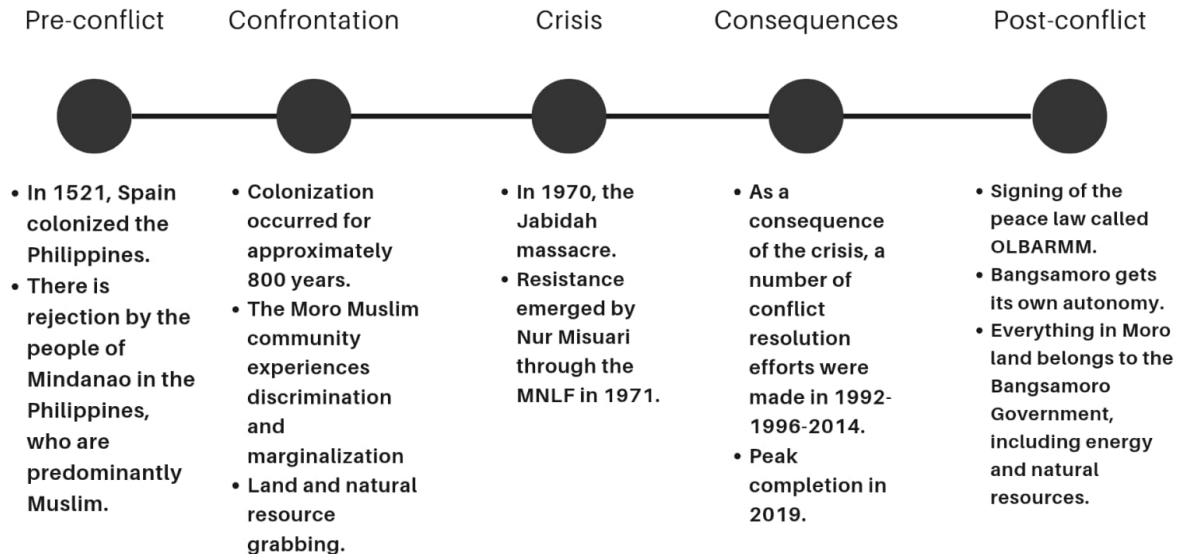 Pre-conflict
Confrontation
Crisis
Consequences
Post-conflict
• In 1521, Spain
colonized the
Philippines.
• There is
rejection by the
people of
Mindanao in the
Philippines,
who are
predominantly
Muslim.
• Colonization
occurred for
approximately
800 years.
• The Moro Muslim
community
experiences
discrimination
and
marginalization
• Land and natural
resource
grabbing.
• In 1970, the
Jabidah
massacre.
• Resistance
emerged by
Nur Misuari
through the
MNLF in 1971.
• As a
consequence
of the crisis, a
number of
conflict
resolution
efforts were
made in 1992-
1996-2014.
• Peak
completion in
2019.
• Signing of the
peace law called
OLBARMM.
• Bangsamoro gets
its own autonomy.
• Everything in Moro
land belongs to the
Bangsamoro
Government,
including energy
and natural
resources.